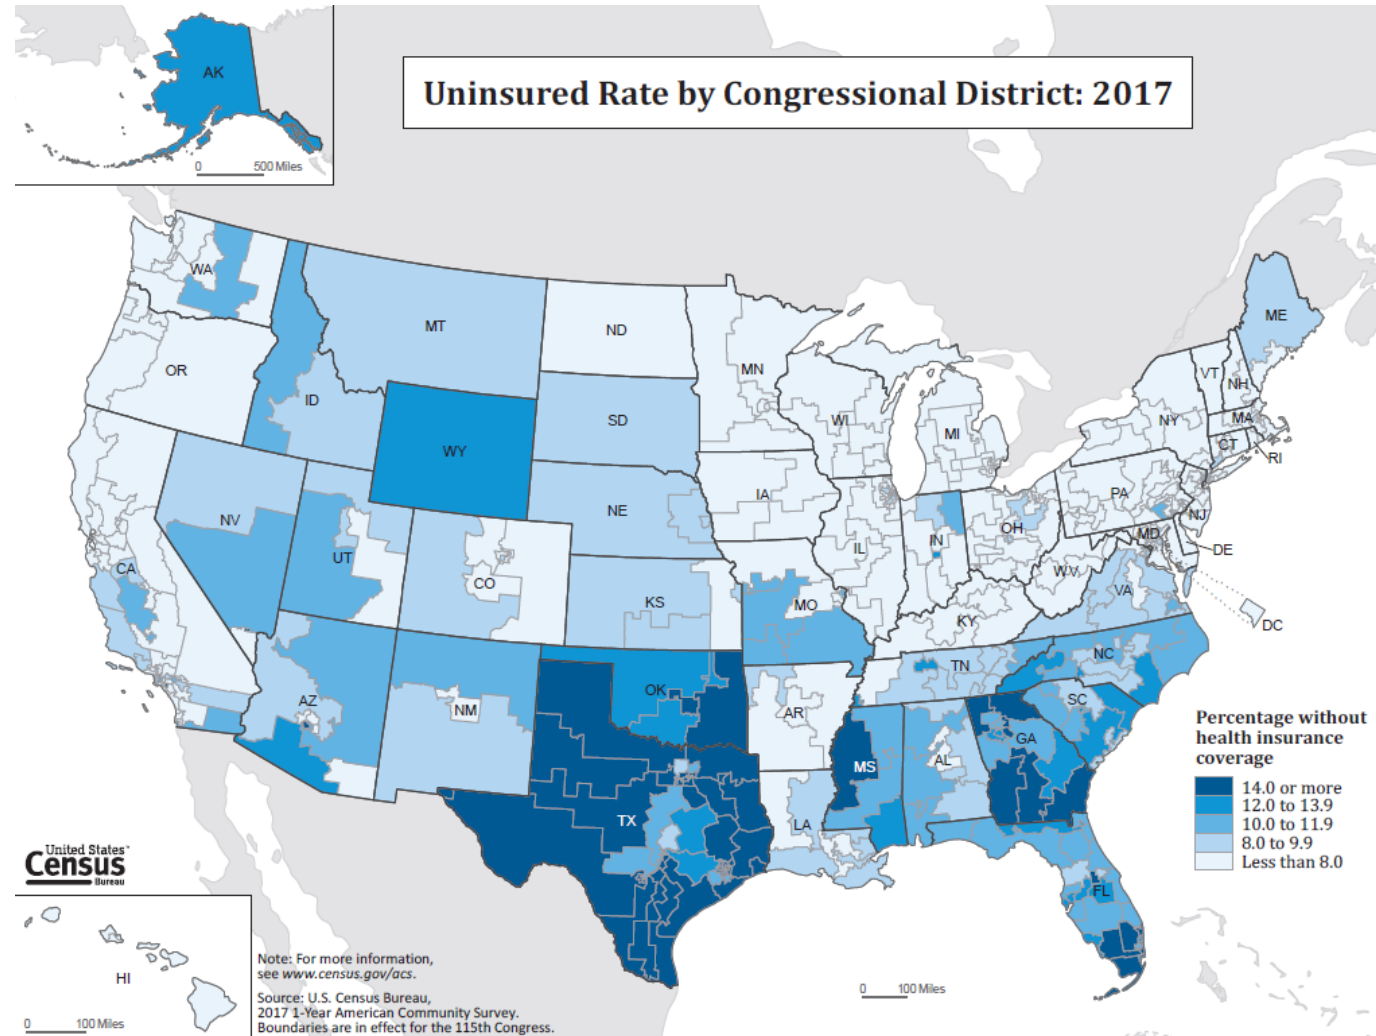 AK
0 500 Miles
Uninsured Rate by Congressional District: 2017
WA
MT
ND
MN
ME
OR
ID
WY
SD
WI
MI
VT
NH
NY
MA
CT
RI
NV
UT
CO
NE
IA
IL
IN
OH
PA
NJ
MD
DE
DC
CA
KS
MO
KY
WV
VA
AZ
NM
OK
AR
TN
NC
SC
TX
LA
MS
AL
GA
FL
Percentage without
health insurance
coverage
14.0 or more
12.0 to 13.9
10.0 to 11.9
8.0 to 9.9
Less than 8.0
United States™
Census
Bureau
HI
0 100 Miles
Note: For more information,
see www.census.gov/acs.
Source: U.S. Census Bureau,
2017 1-Year American Community Survey.
Boundaries are in effect for the 115th Congress.
0 100 Miles